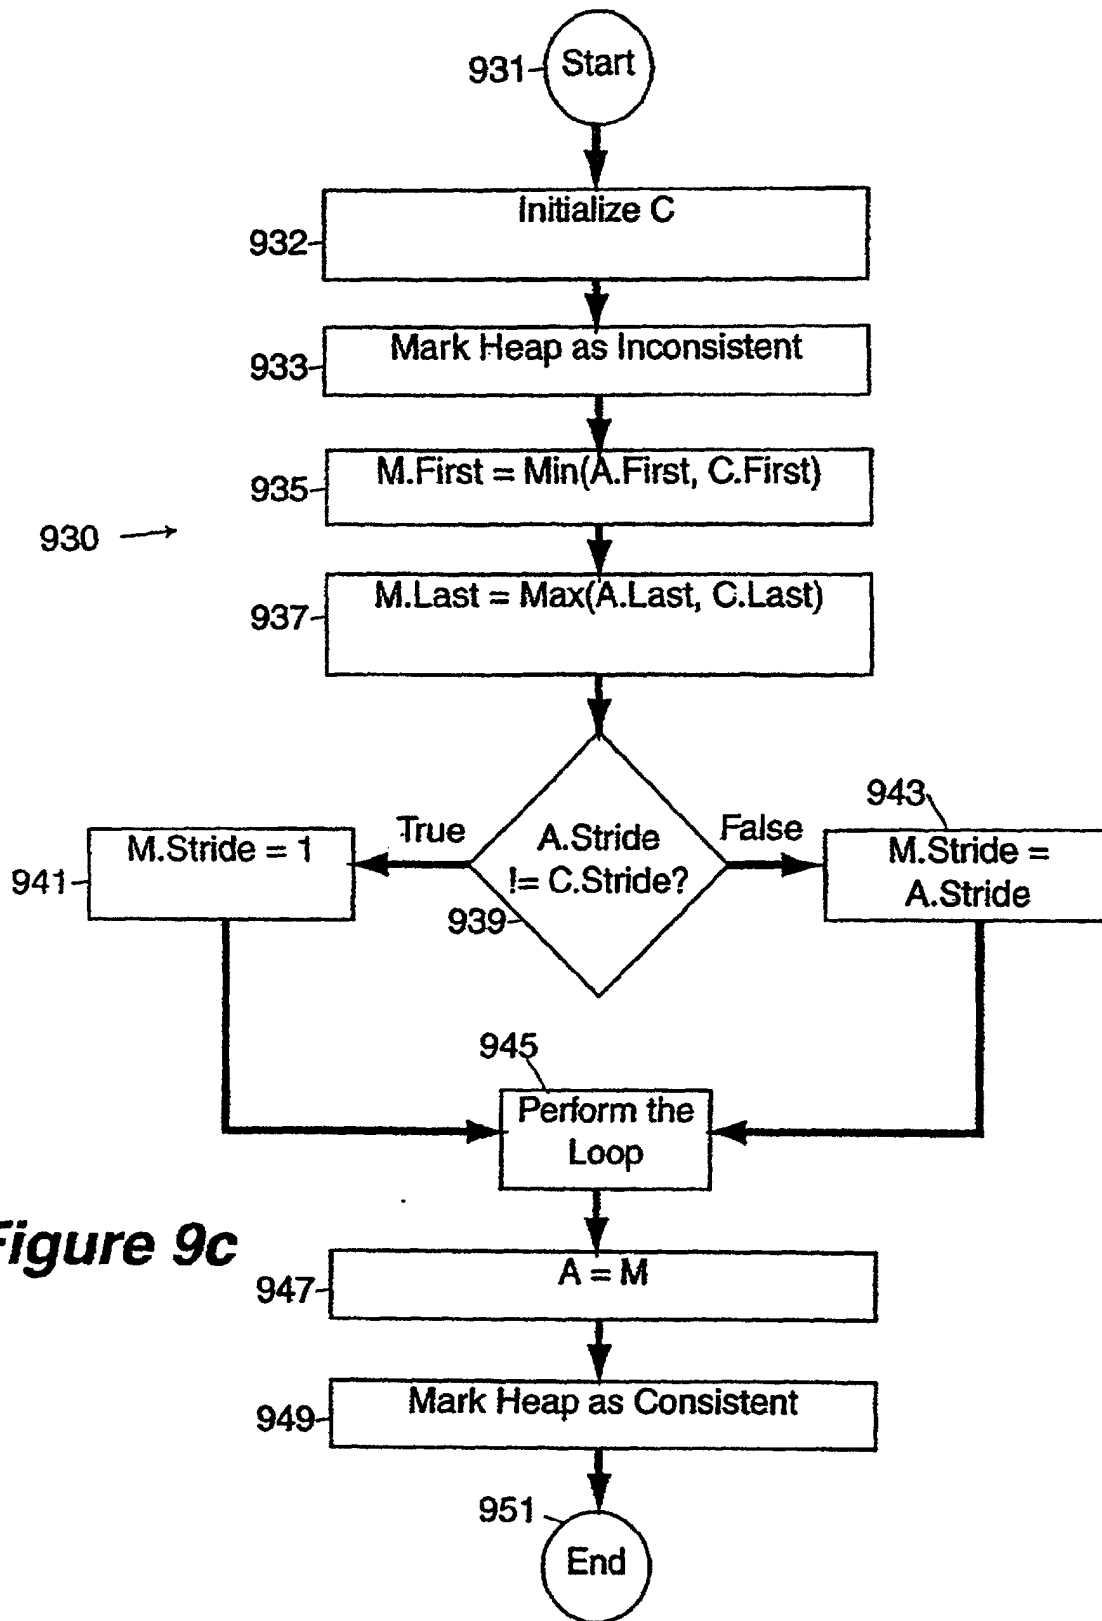 931
Start
Initialize C
932
Mark Heap as Inconsistent
933
M.First = Min(A.First, C.First)
935
930
M.Last = Max(A.Last, C.Last)
937
943
True
False
M.Stride = 1
941
A.Stride
!= C.Stride?
939
M.Stride =
A.Stride
945
Perform the
Loop
Figure 9c
A = M
947
Mark Heap as Consistent
949
951
End